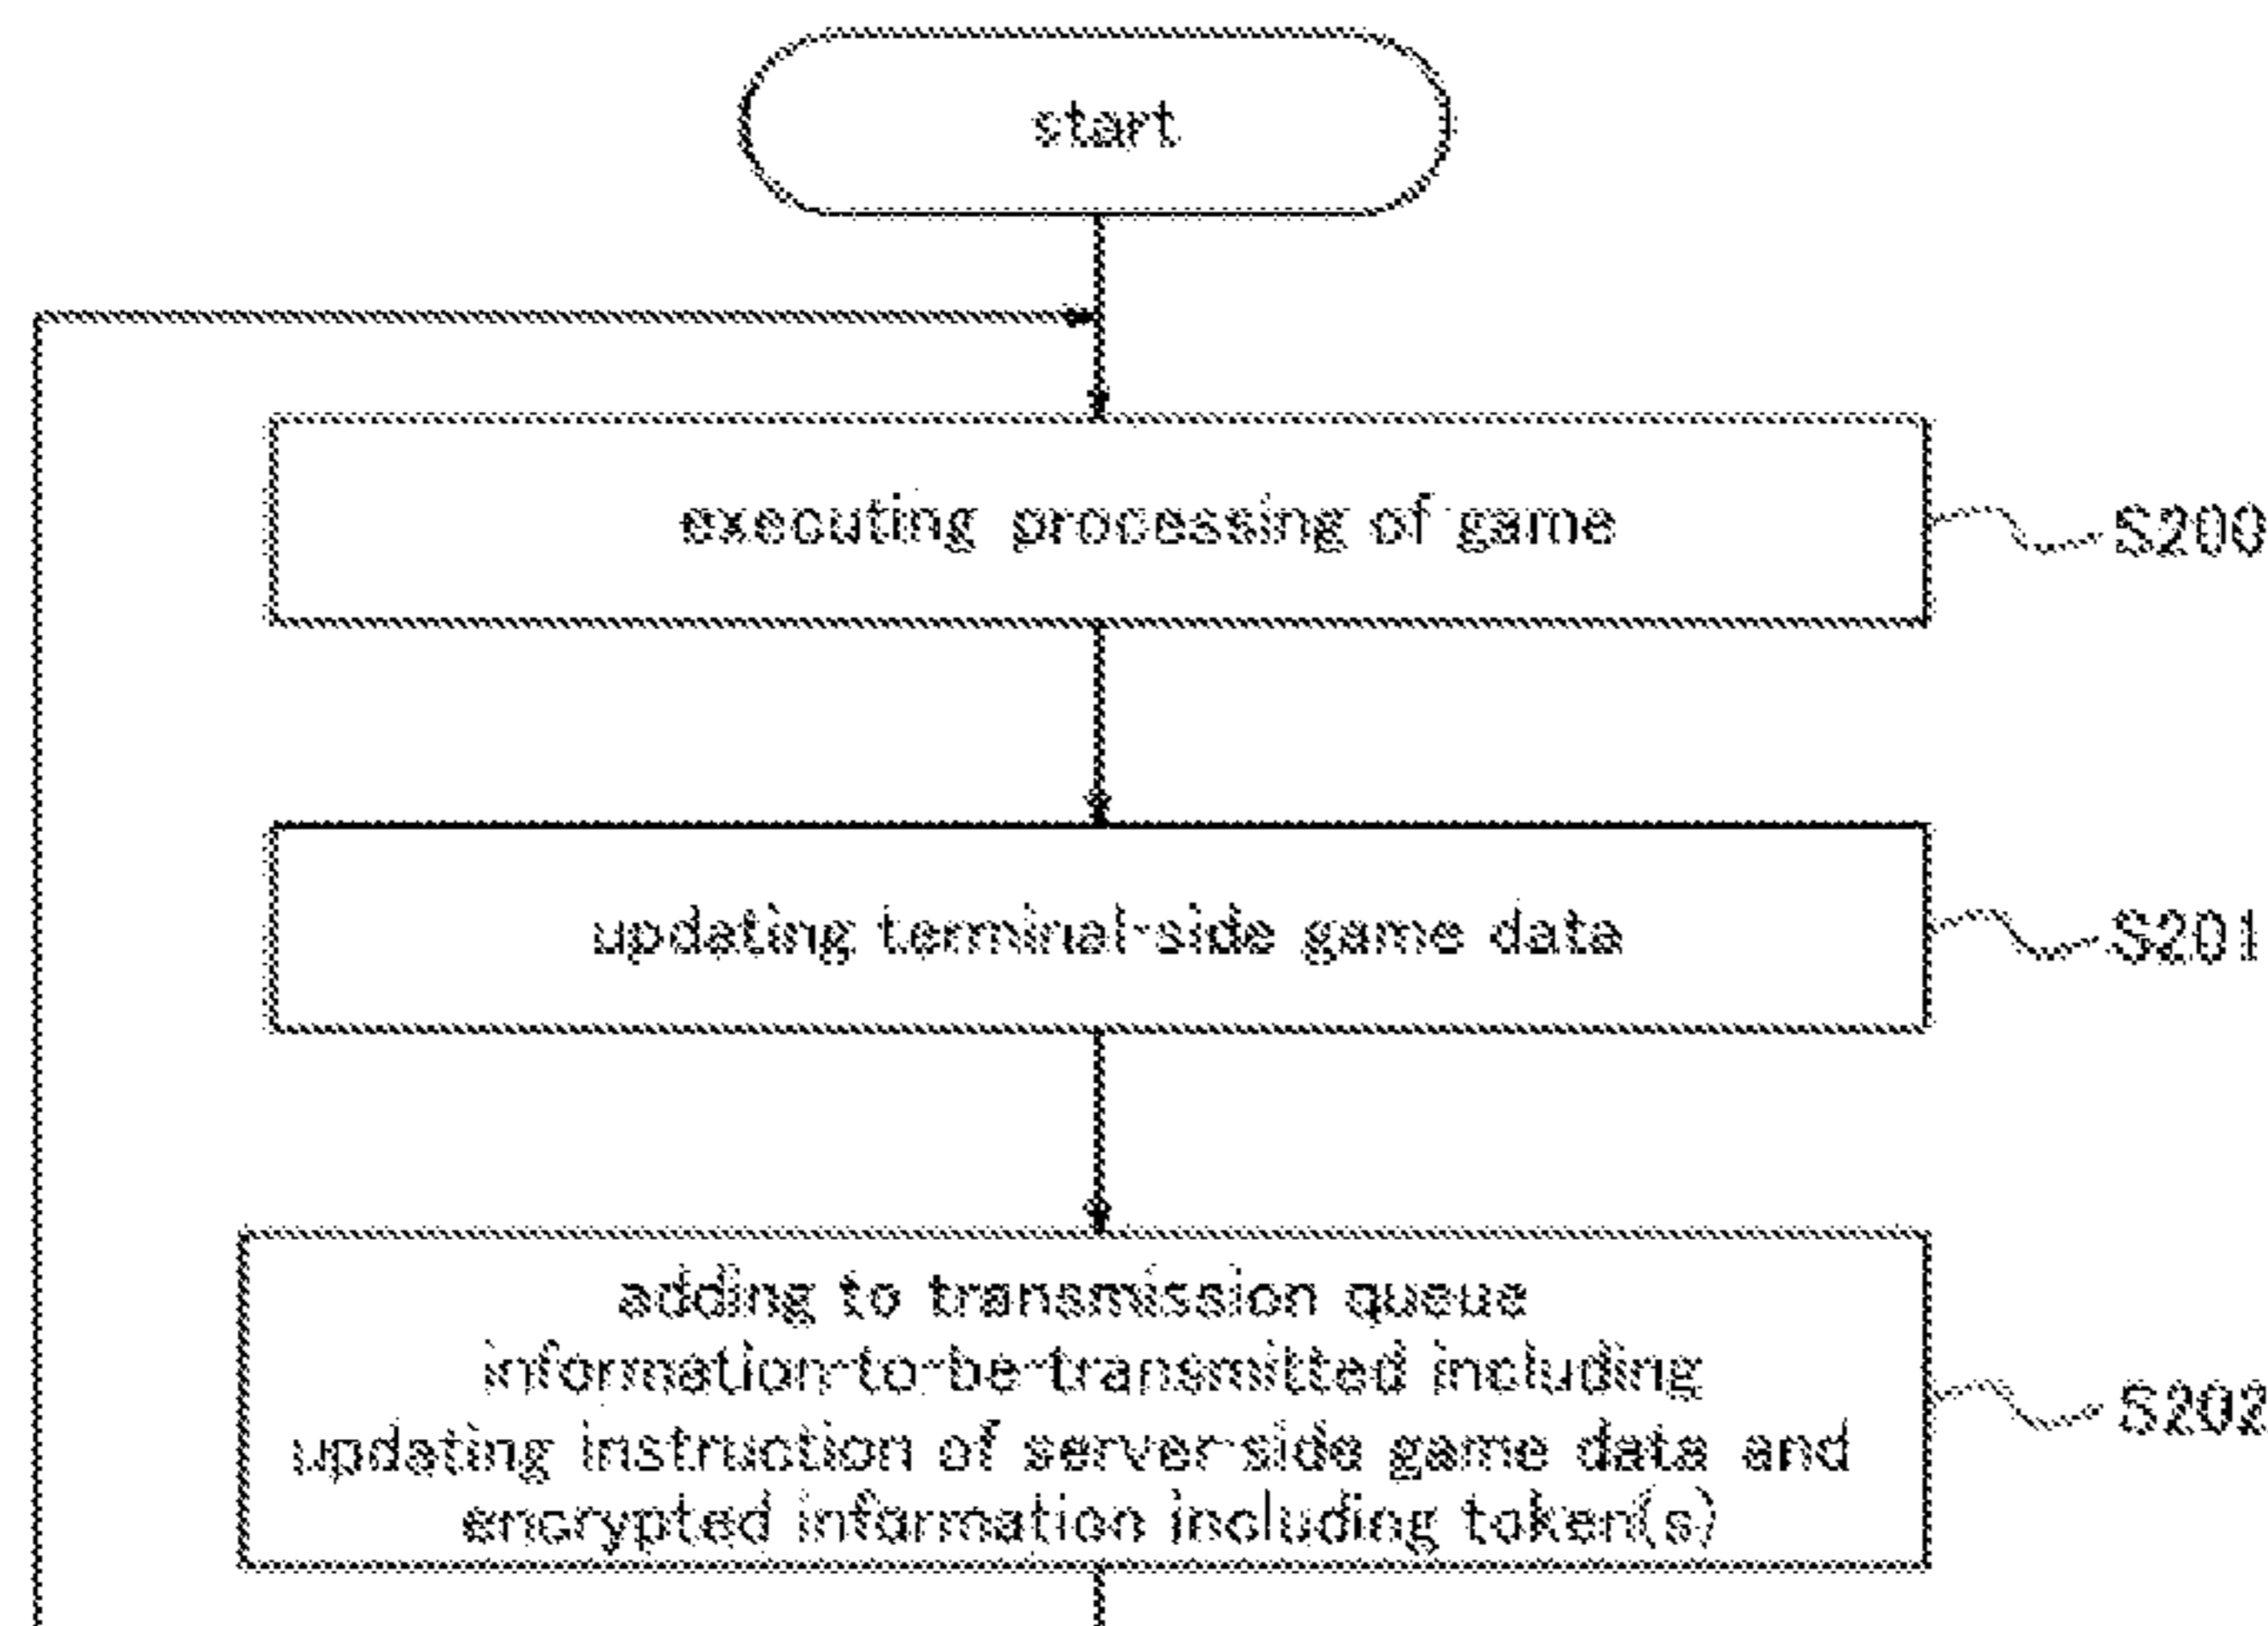 start
executing processing of game
S200
updating terminal-side game data
S201
adding to transmission queue
information-to-be-transmitted including
updating instruction of server-side game data and
encrypted information including token(s)
S202